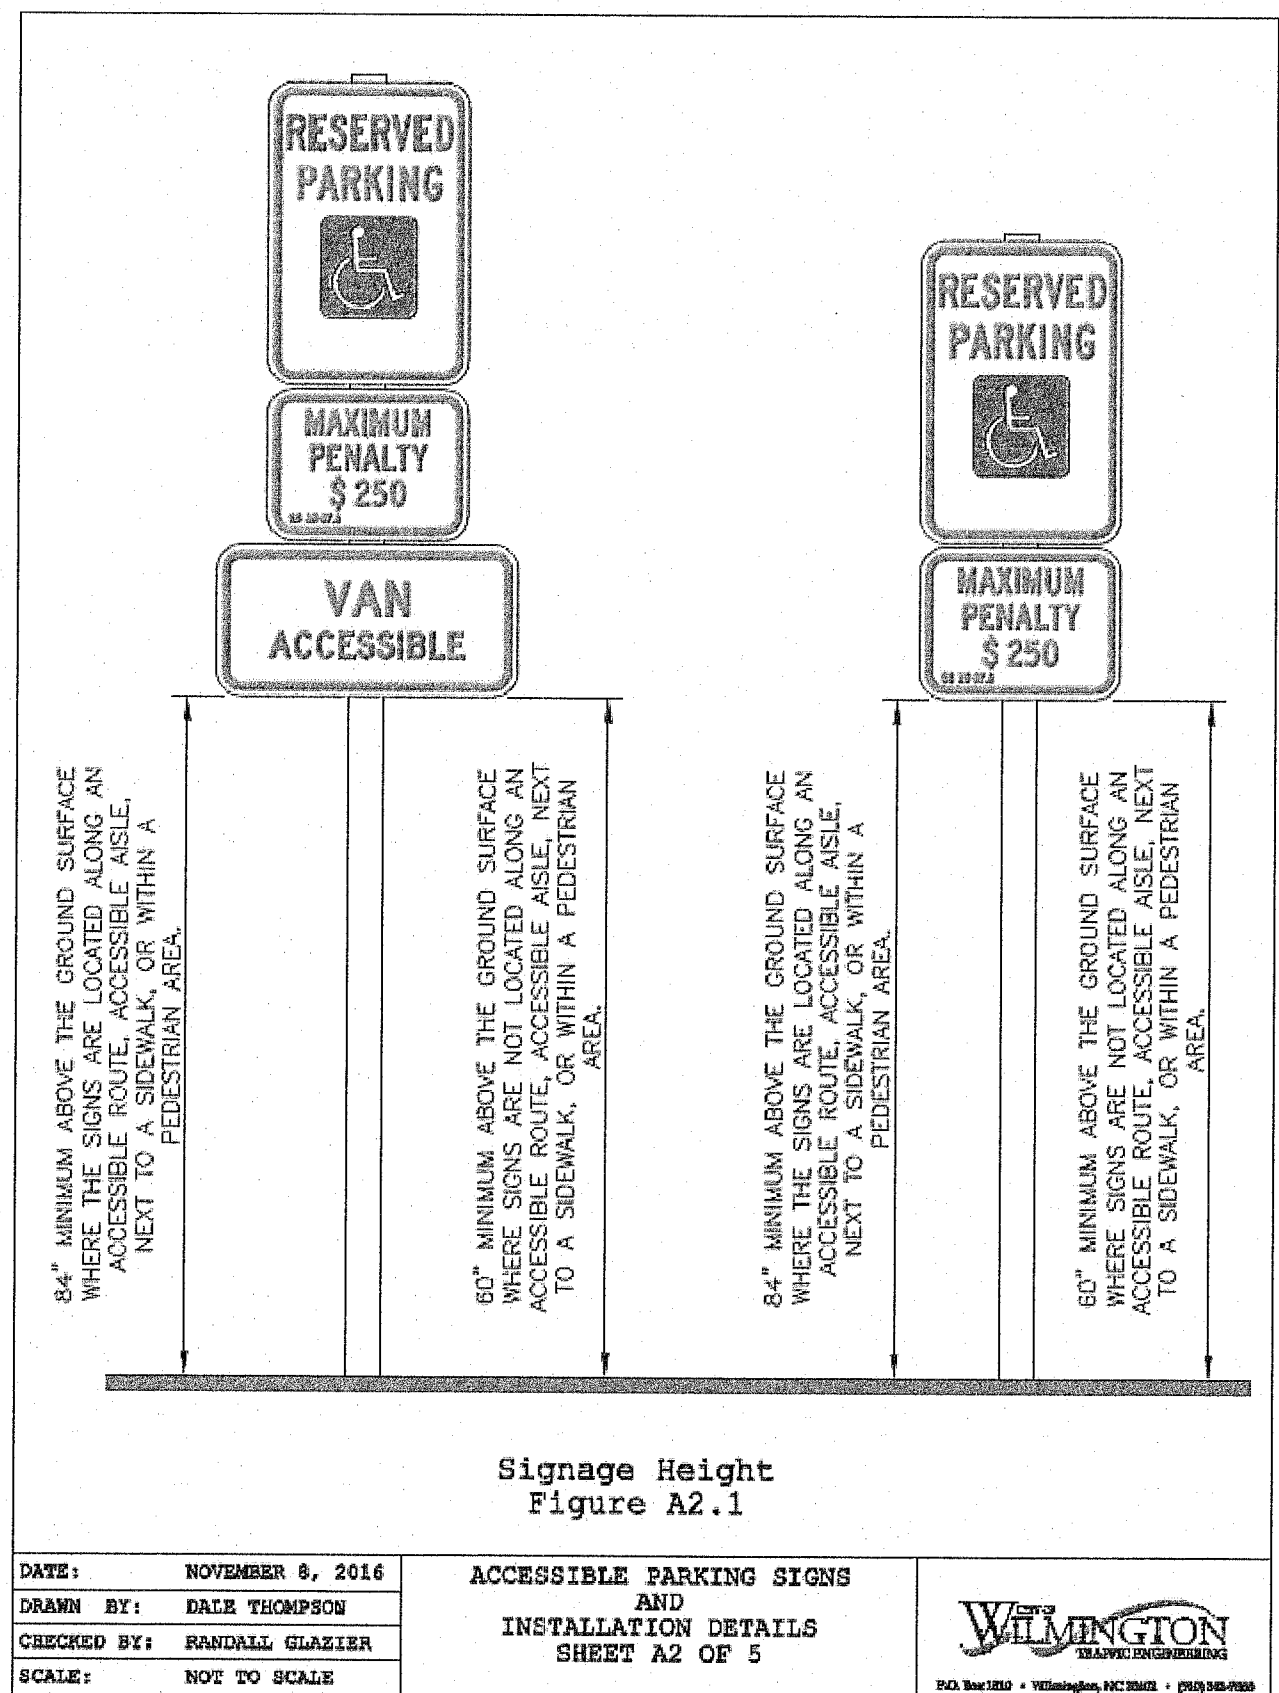 RESERVED
PARKING
MAXIMUM
PENALTY
$ 250
VAN
ACCESSIBLE
RESERVED
PARKING
MAXIMUM
PENALTY
$ 250
84" MINIMUM ABOVE THE GROUND SURFACE
WHERE THE SIGNS ARE LOCATED ALONG AN
ACCESSIBLE ROUTE, ACCESSIBLE AISLE,
NEXT TO A SIDEWALK, OR WITHIN A
PEDESTRIAN AREA.
60" MINIMUM ABOVE THE GROUND SURFACE
WHERE SIGNS ARE NOT LOCATED ALONG AN
ACCESSIBLE ROUTE, ACCESSIBLE AISLE, NEXT
TO A SIDEWALK, OR WITHIN A PEDESTRIAN
AREA.
84" MINIMUM ABOVE THE GROUND SURFACE
WHERE THE SIGNS ARE LOCATED ALONG AN
ACCESSIBLE ROUTE, ACCESSIBLE AISLE,
NEXT TO A SIDEWALK, OR WITHIN A
PEDESTRIAN AREA.
60" MINIMUM ABOVE THE GROUND SURFACE
WHERE SIGNS ARE NOT LOCATED ALONG AN
ACCESSIBLE ROUTE, ACCESSIBLE AISLE, NEXT
TO A SIDEWALK, OR WITHIN A PEDESTRIAN
AREA.
Signage Height
Figure A2.1
DATE: NOVEMBER 8, 2016
DRAWN BY: DALE THOMPSON
CHECKED BY: RANDALL GLAZIER
SCALE: NOT TO SCALE
ACCESSIBLE PARKING SIGNS
AND
INSTALLATION DETAILS
SHEET A2 OF 5
CITY OF
WILMINGTON
TRAFFIC ENGINEERING
P.O. Box 1810 • Wilmington, NC